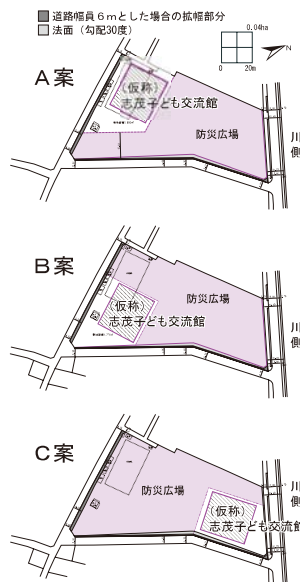 道路幅員６ｍとした場合の拡幅部分
法面（勾配30度）
0.04ha
0 20m
A案
（仮称）
志茂子ども交流館
防災広場
川
側
B案
防災広場
（仮称）
志茂子ども交流館
川
側
C案
防災広場
（仮称）
志茂子ども交流館
川
側